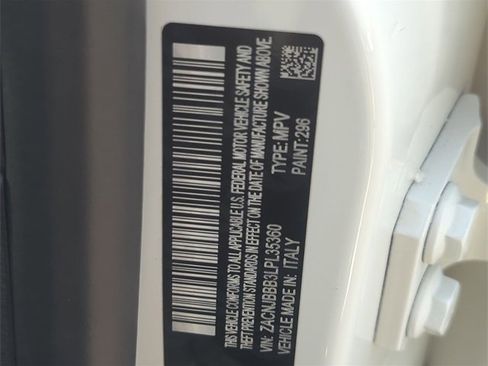 THIS VEHICLE CONFORMS TO ALL APPLICABLE U.S. FEDERAL MOTOR VEHICLE SAFETY AND
THEFT PREVENTION STANDARDS IN EFFECT ON THE DATE OF MANUFACTURE SHOWN ABOVE.
VIN: ZACNJBBB3LPL35360 TYPE: MPV
VEHICLE MADE IN: ITALY PAINT: 296